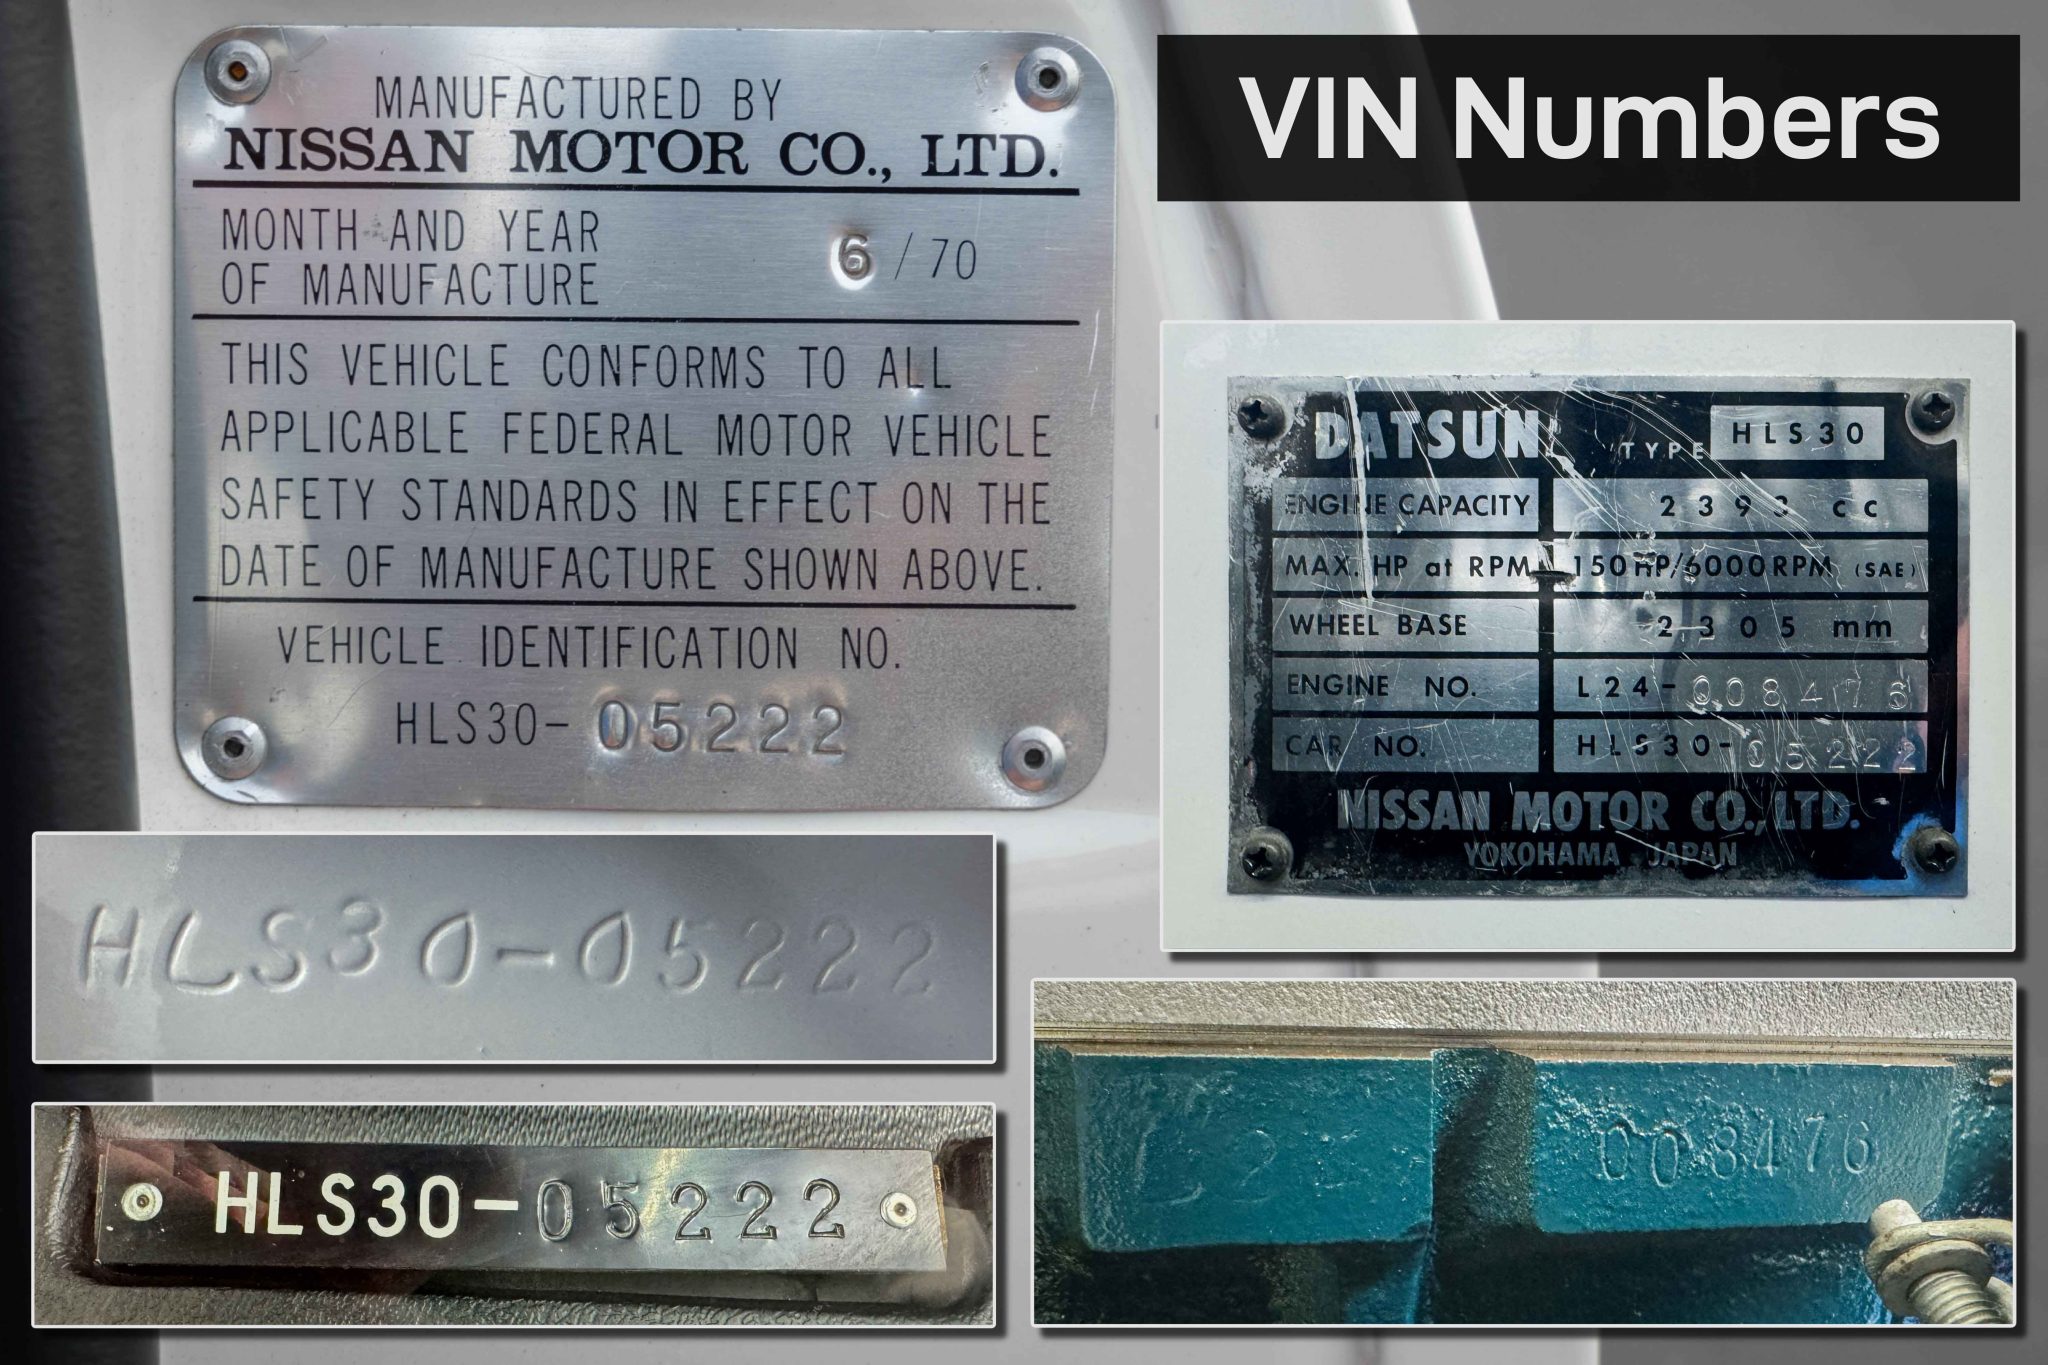 VIN Numbers
MANUFACTURED BY
NISSAN MOTOR CO., LTD.
MONTH AND YEAR
OF MANUFACTURE
6 / 70
THIS VEHICLE CONFORMS TO ALL
APPLICABLE FEDERAL MOTOR VEHICLE
SAFETY STANDARDS IN EFFECT ON THE
DATE OF MANUFACTURE SHOWN ABOVE.
VEHICLE IDENTIFICATION NO.
HLS30-05222
DATSUN TYPE HLS30
ENGINE CAPACITY 2393 cc
MAX. HP at RPM 150HP/6000RPM (SAE)
WHEEL BASE 2305 mm
ENGINE NO. L24-008476
CAR NO. HLS30-05222
NISSAN MOTOR CO., LTD.
YOKOHAMA JAPAN
HLS30-05222
HLS30-05222
008476